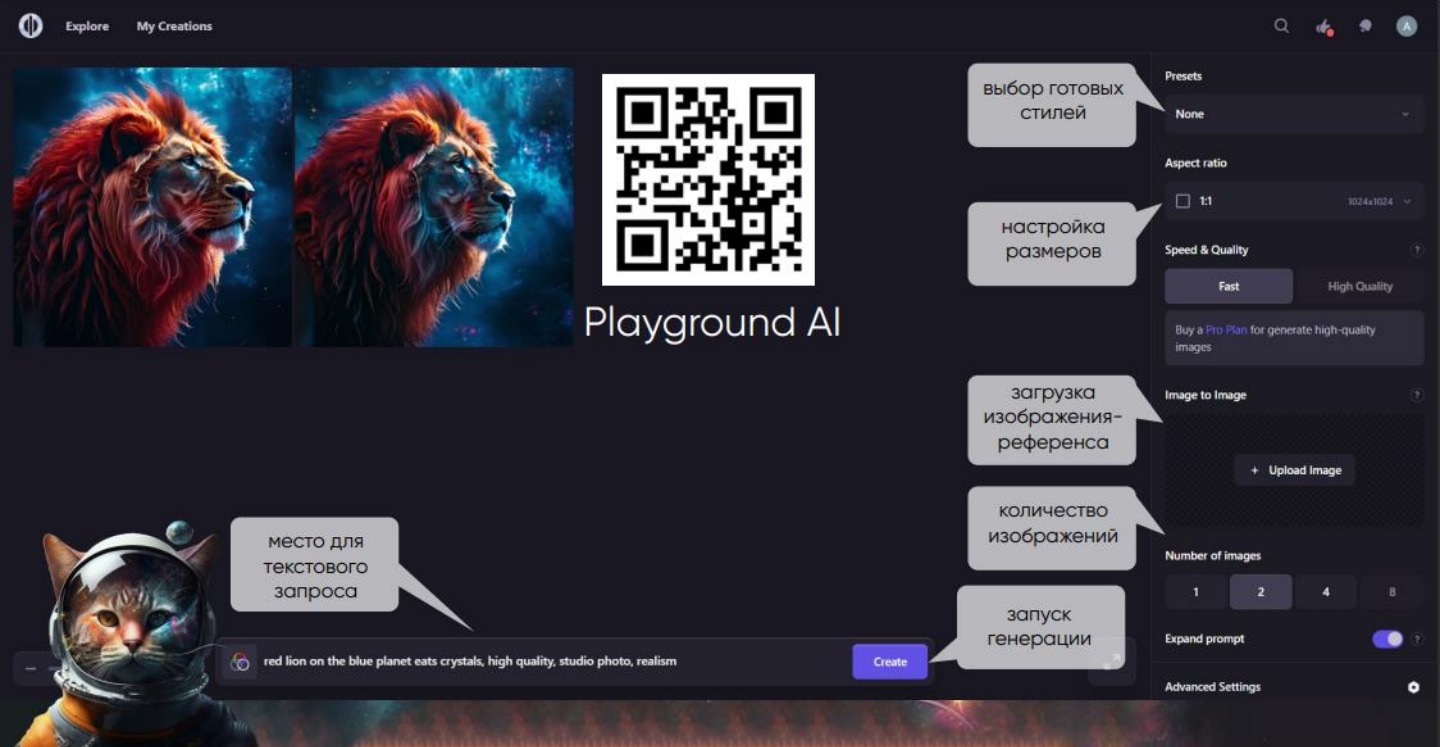 Explore
My Creations
A
выбор готовых
стилей
Presets
None
Aspect ratio
1:1
1024x1024
настройка
размеров
Speed & Quality
?
Fast
High Quality
Buy a Pro Plan for generate high-quality
images
Playground AI
загрузка
изображения-
референса
Image to Image
?
+ Upload Image
количество
изображений
Number of images
1
2
4
8
место для
текстового
запроса
запуск
генерации
Expand prompt
?
red lion on the blue planet eats crystals, high quality, studio photo, realism
Create
Advanced Settings